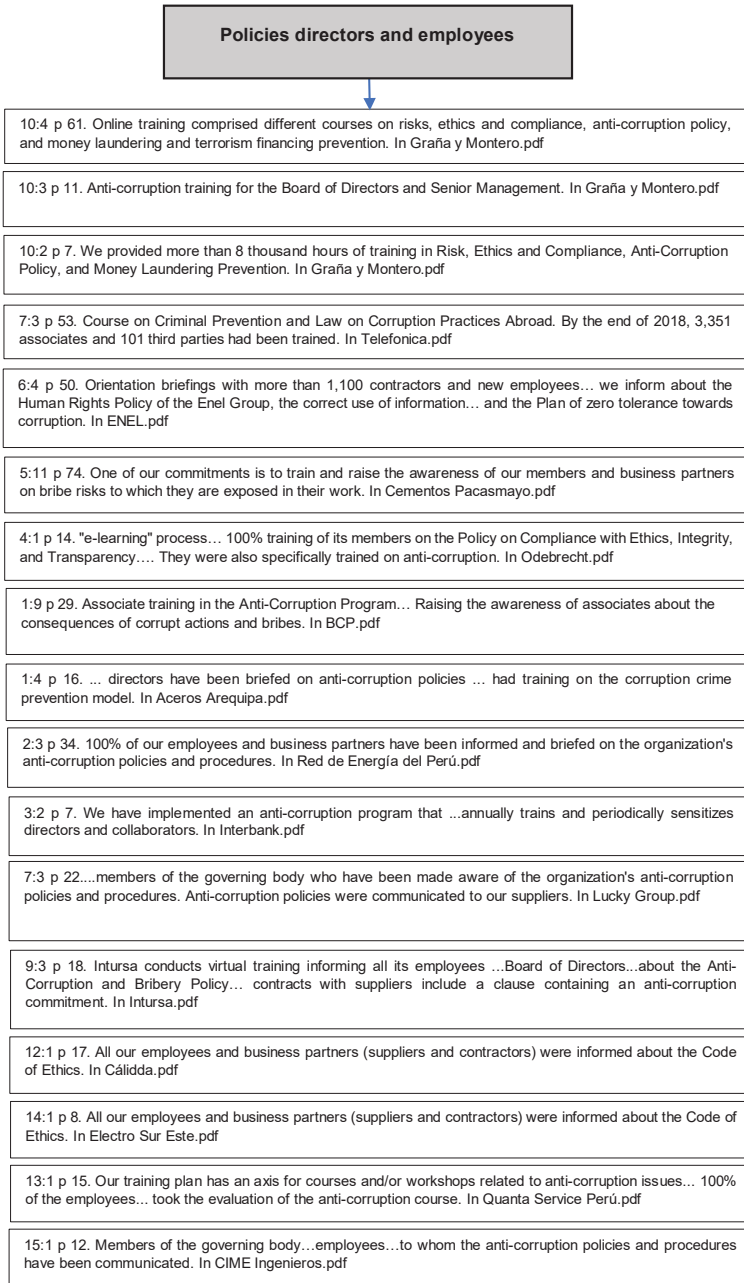 Policies directors and employees
10:4 p 61. Online training comprised different courses on risks, ethics and compliance, anti-corruption policy,
and money laundering and terrorism financing prevention. In Graña y Montero.pdf
10:3 p 11. Anti-corruption training for the Board of Directors and Senior Management. In Graña y Montero.pdf
10:2 p 7. We provided more than 8 thousand hours of training in Risk, Ethics and Compliance, Anti-Corruption
Policy, and Money Laundering Prevention. In Graña y Montero.pdf
7:3 p 53. Course on Criminal Prevention and Law on Corruption Practices Abroad. By the end of 2018, 3,351
associates and 101 third parties had been trained. In Telefonica.pdf
6:4 p 50. Orientation briefings with more than 1,100 contractors and new employees… we inform about the
Human Rights Policy of the Enel Group, the correct use of information… and the Plan of zero tolerance towards
corruption. In ENEL.pdf
5:11 p 74. One of our commitments is to train and raise the awareness of our members and business partners
on bribe risks to which they are exposed in their work. In Cementos Pacasmayo.pdf
4:1 p 14. "e-learning" process… 100% training of its members on the Policy on Compliance with Ethics, Integrity,
and Transparency…. They were also specifically trained on anti-corruption. In Odebrecht.pdf
1:9 p 29. Associate training in the Anti-Corruption Program… Raising the awareness of associates about the
consequences of corrupt actions and bribes. In BCP.pdf
1:4 p 16. ... directors have been briefed on anti-corruption policies ... had training on the corruption crime
prevention model. In Aceros Arequipa.pdf
2:3 p 34. 100% of our employees and business partners have been informed and briefed on the organization's
anti-corruption policies and procedures. In Red de Energía del Perú.pdf
3:2 p 7. We have implemented an anti-corruption program that ...annually trains and periodically sensitizes
directors and collaborators. In Interbank.pdf
7:3 p 22....members of the governing body who have been made aware of the organization's anti-corruption
policies and procedures. Anti-corruption policies were communicated to our suppliers. In Lucky Group.pdf
9:3 p 18. Intursa conducts virtual training informing all its employees ...Board of Directors...about the Anti-
Corruption and Bribery Policy… contracts with suppliers include a clause containing an anti-corruption
commitment. In Intursa.pdf
12:1 p 17. All our employees and business partners (suppliers and contractors) were informed about the Code
of Ethics. In Cálidda.pdf
14:1 p 8. All our employees and business partners (suppliers and contractors) were informed about the Code of
Ethics. In Electro Sur Este.pdf
13:1 p 15. Our training plan has an axis for courses and/or workshops related to anti-corruption issues... 100%
of the employees... took the evaluation of the anti-corruption course. In Quanta Service Perú.pdf
15:1 p 12. Members of the governing body…employees…to whom the anti-corruption policies and procedures
have been communicated. In CIME Ingenieros.pdf